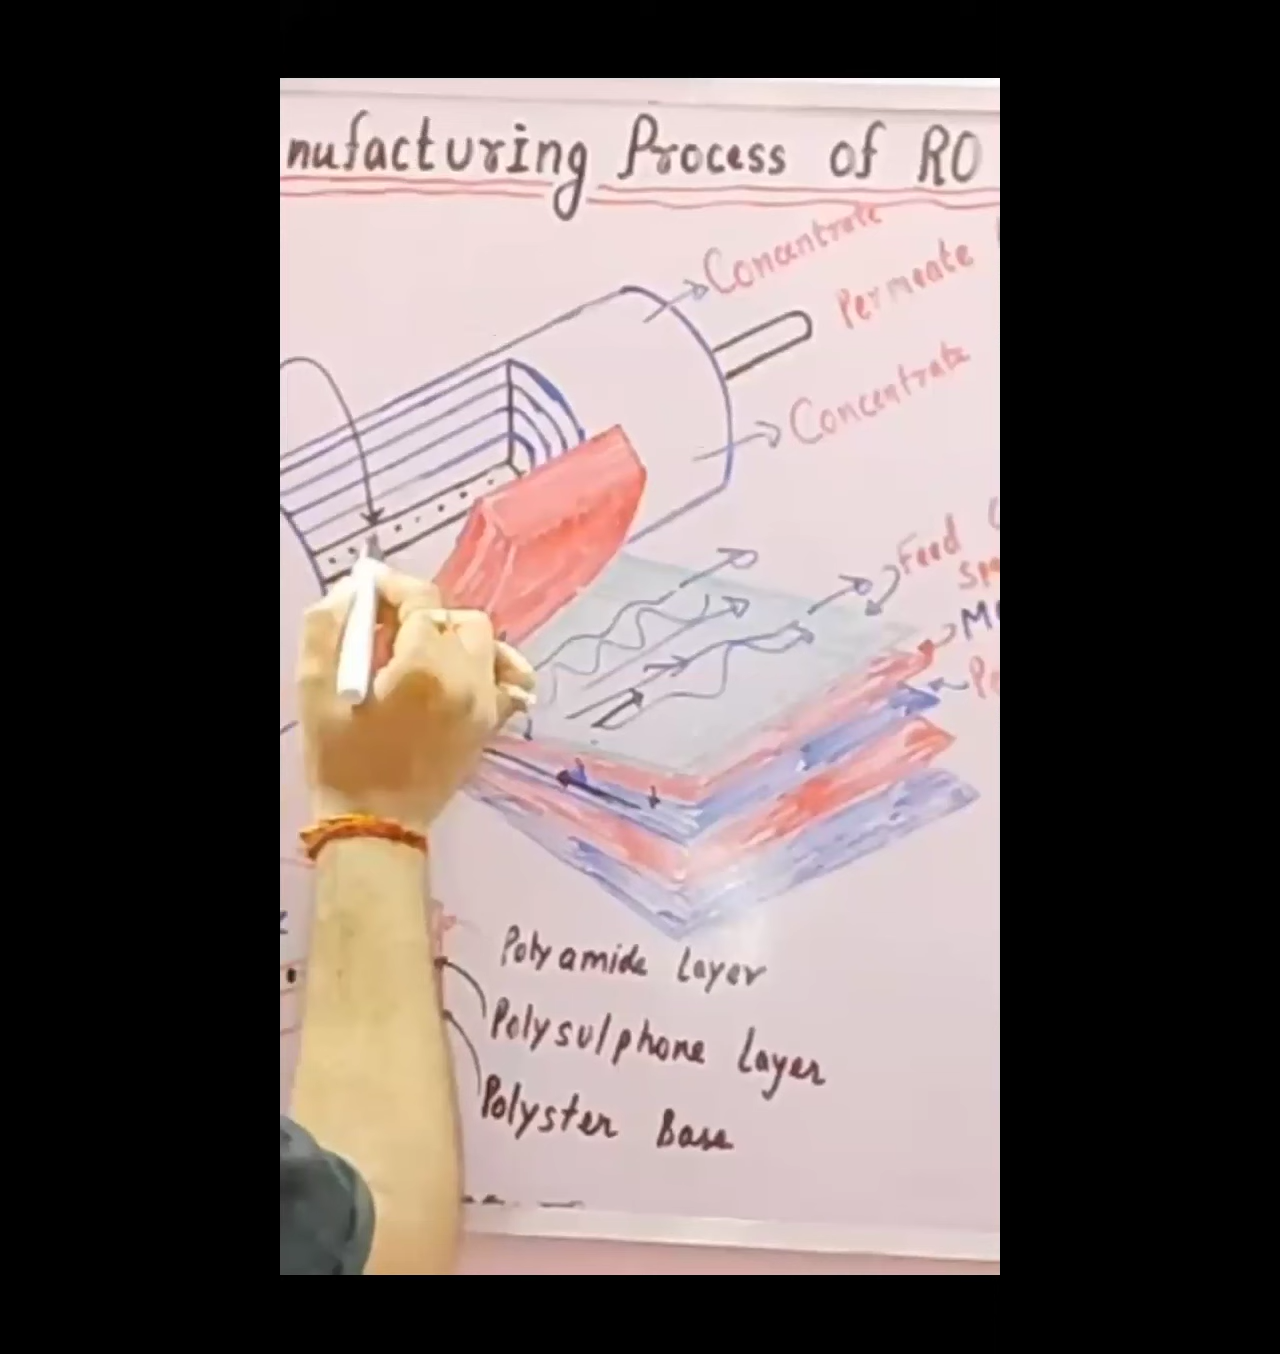 nufacturing Process of RO
Concentrate
Permeate
Concentrate
Feed
Polyamide Layer
Polysulphone Layer
Polyster Base